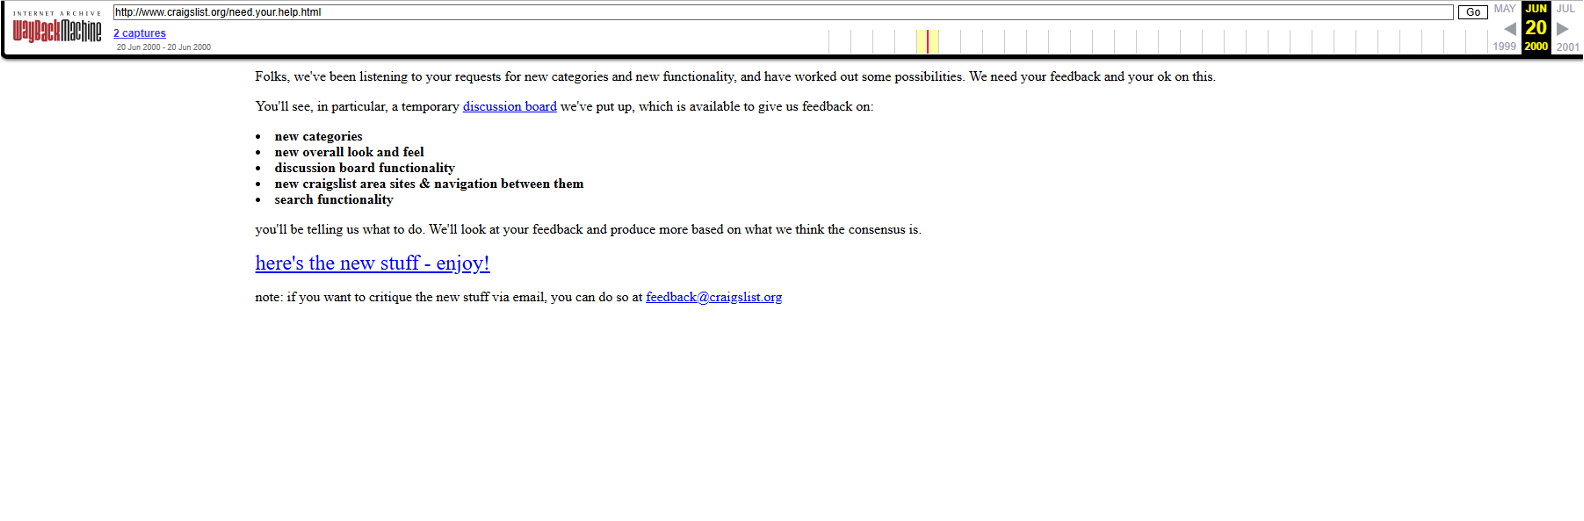 INTERNET ARCHIVE
WayBackMachine
http://www.craigslist.org/need.your.help.html
Go
MAY
JUN
JUL
2 captures
20
20 Jun 2000 - 20 Jun 2000
1999
2000
2001
Folks, we've been listening to your requests for new categories and new functionality, and have worked out some possibilities. We need your feedback and your ok on this.
You'll see, in particular, a temporary discussion board we've put up, which is available to give us feedback on:
• new categories
• new overall look and feel
• discussion board functionality
• new craigslist area sites & navigation between them
• search functionality
you'll be telling us what to do. We'll look at your feedback and produce more based on what we think the consensus is.
here's the new stuff - enjoy!
note: if you want to critique the new stuff via email, you can do so at feedback@craigslist.org